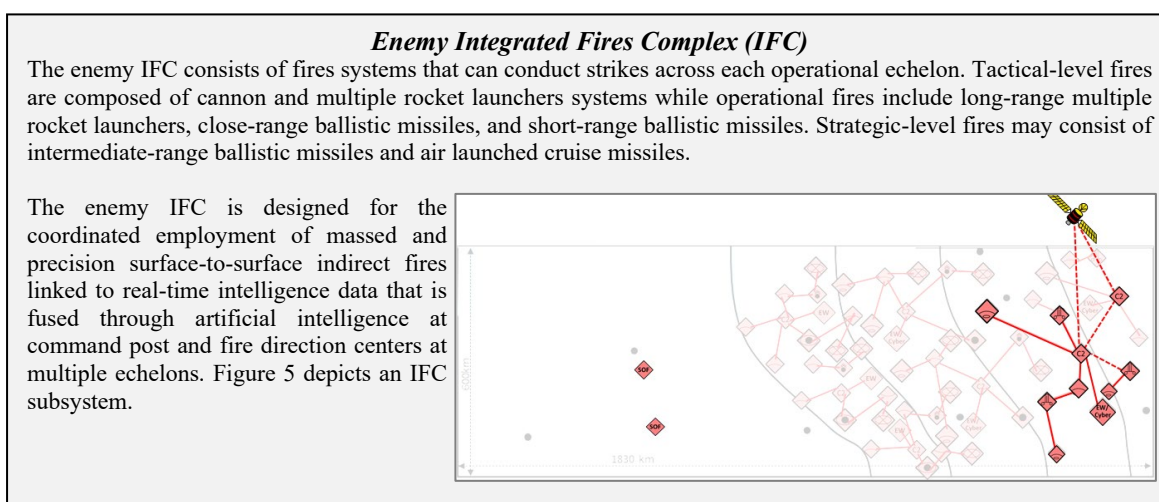 Enemy Integrated Fires Complex (IFC)
The enemy IFC consists of fires systems that can conduct strikes across each operational echelon. Tactical-level fires
are composed of cannon and multiple rocket launchers systems while operational fires include long-range multiple
rocket launchers, close-range ballistic missiles, and short-range ballistic missiles. Strategic-level fires may consist of
intermediate-range ballistic missiles and air launched cruise missiles.
The enemy IFC is designed for the
coordinated employment of massed and
precision surface-to-surface indirect fires
linked to real-time intelligence data that is
fused through artificial intelligence at
command post and fire direction centers at
multiple echelons. Figure 5 depicts an IFC
subsystem.
C2
C2
EW/
Cyber
SOF
SOF
EW
EW
EW/
Cyber
600km
1830 km